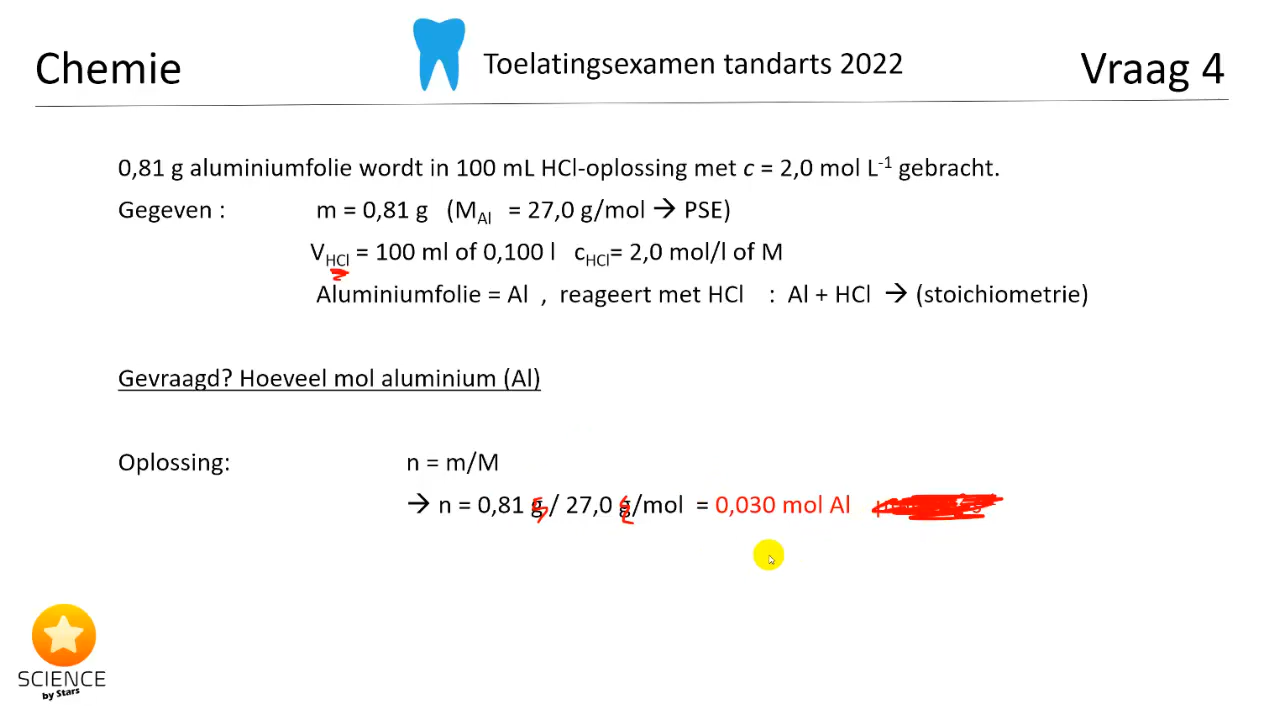 Chemie
Toelatingsexamen tandarts 2022
Vraag 4
0,81 g aluminiumfolie wordt in 100 mL HCl-oplossing met c = 2,0 mol L⁻¹ gebracht.
Gegeven : m = 0,81 g (M_Al = 27,0 g/mol → PSE)
V_HCl = 100 ml of 0,100 l c_HCl= 2,0 mol/l of M
Aluminiumfolie = Al , reageert met HCl : Al + HCl → (stoichiometrie)
Gevraagd? Hoeveel mol aluminium (Al)
Oplossing: n = m/M
→ n = 0,81 g / 27,0 g/mol = 0,030 mol Al
SCIENCE
by Stars